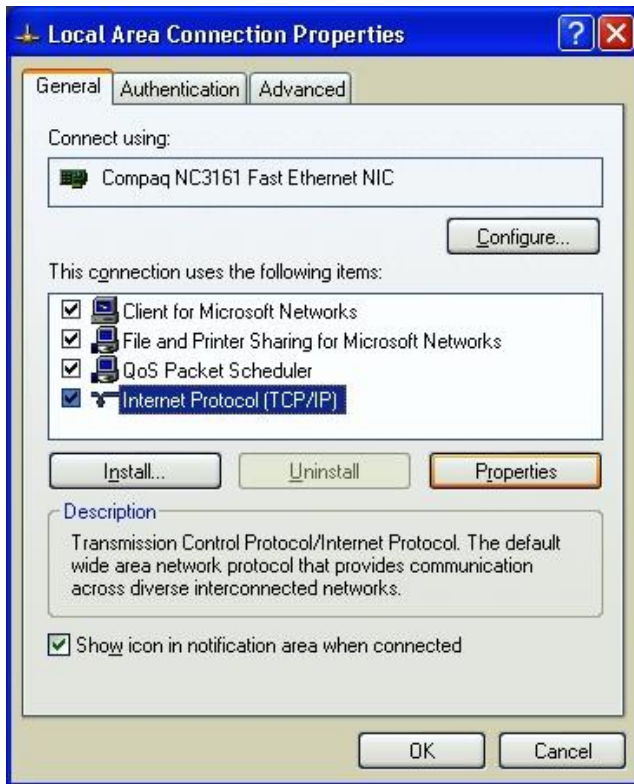 Local Area Connection Properties
General Authentication Advanced
Connect using:
Compaq NC3161 Fast Ethernet NIC
Configure...
This connection uses the following items:
Client for Microsoft Networks
File and Printer Sharing for Microsoft Networks
QoS Packet Scheduler
Internet Protocol (TCP/IP)
Install... Uninstall Properties
Description
Transmission Control Protocol/Internet Protocol. The default
wide area network protocol that provides communication
across diverse interconnected networks.
Show icon in notification area when connected
OK Cancel